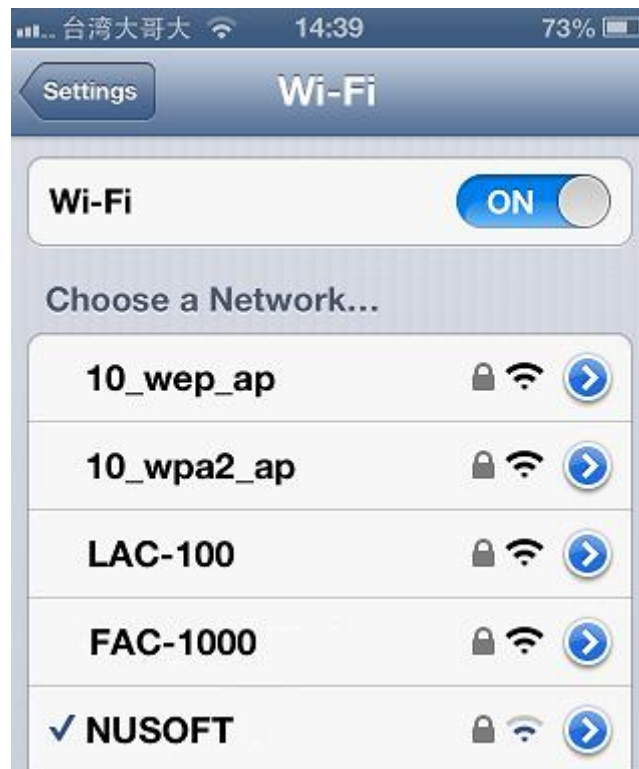 台湾大哥大 14:39 73%
Settings Wi-Fi
Wi-Fi ON
Choose a Network...
10_wep_ap
10_wpa2_ap
LAC-100
FAC-1000
NUSOFT